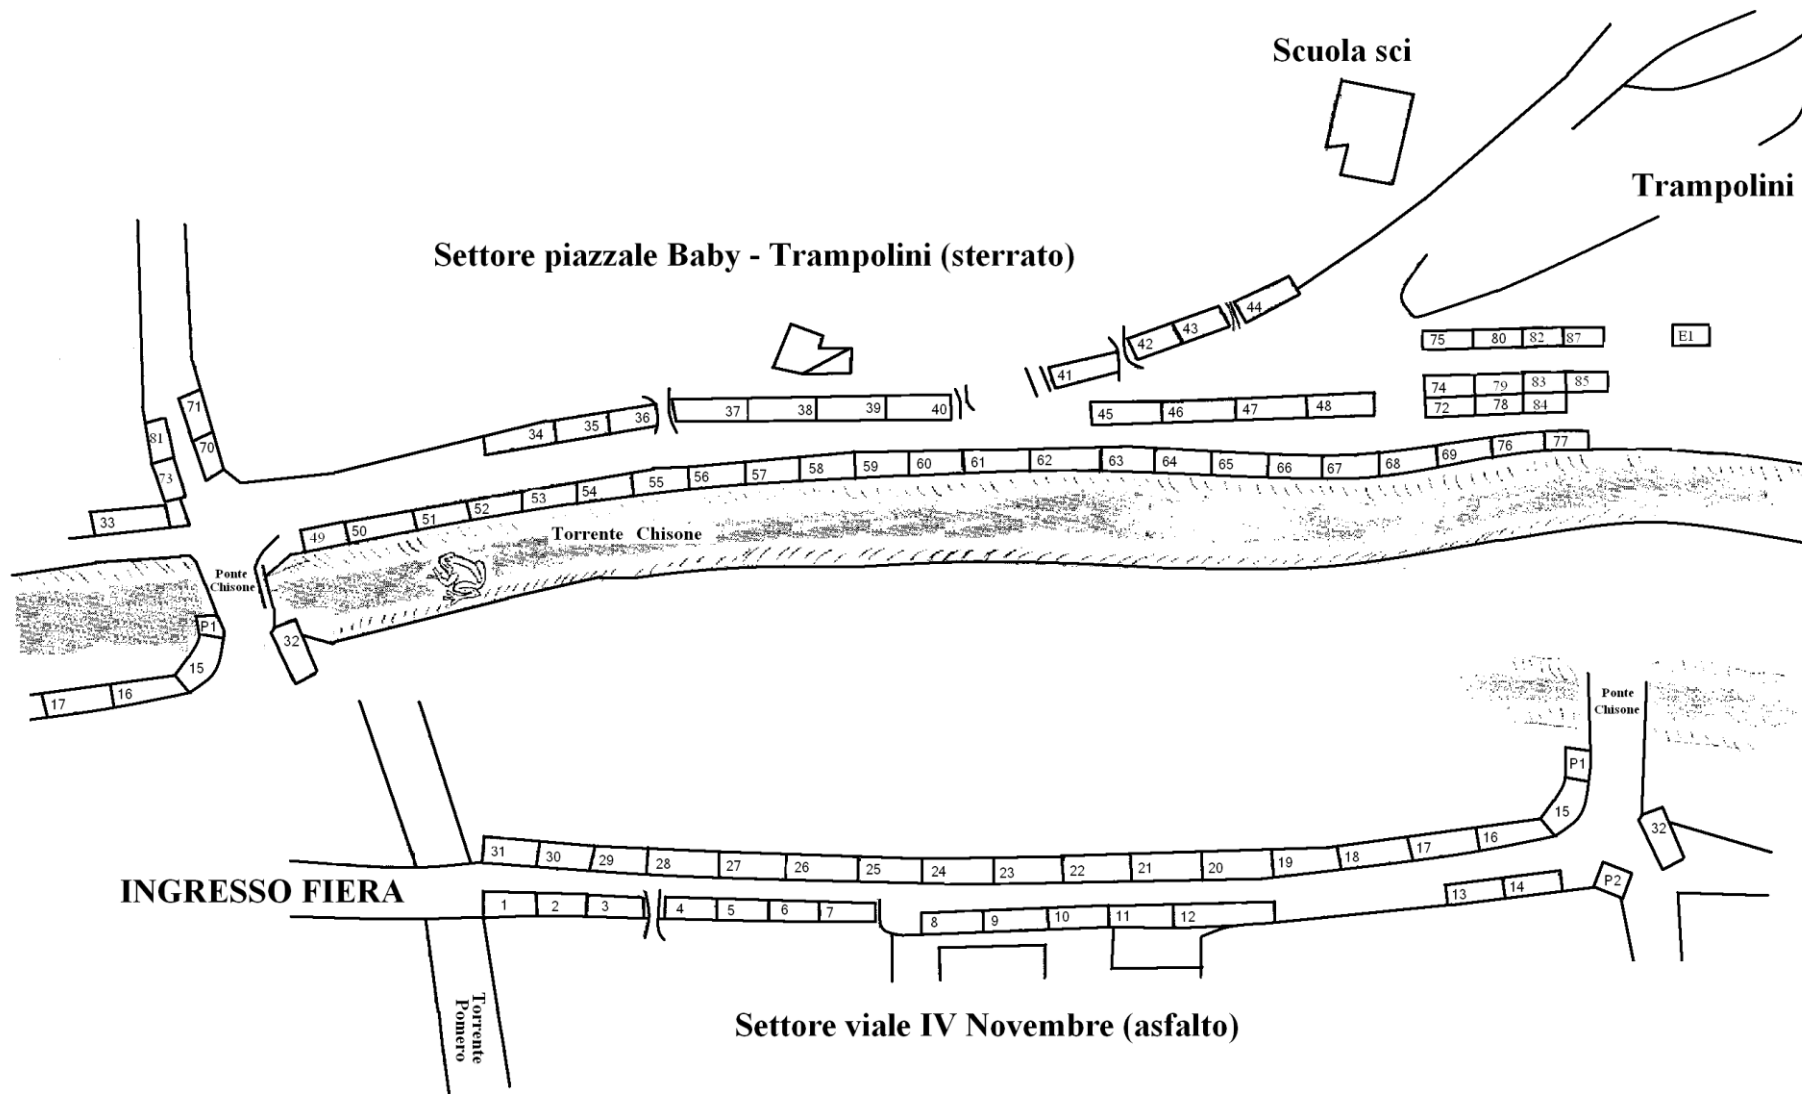 Scuola sci
Trampolini
Settore piazzale Baby - Trampolini (sterrato)
44
43
42
41
75 80 82 87
E1
74 79 83 85
72 78 84
71
70
81
73
33
34 35 36
37 38 39 40
45 46 47 48
49 50 51 52 53 54 55 56 57 58 59 60 61 62 63 64 65 66 67 68 69 76 77
Torrente Chisone
Ponte
Chisone
P1
32
15
17 16
Ponte
Chisone
P1
15
32
31 30 29 28 27 26 25 24 23 22 21 20 19 18 17 16
INGRESSO FIERA
1 2 3 4 5 6 7 8 9 10 11 12 13 14
P2
Torrente
Pomero
Settore viale IV Novembre (asfalto)